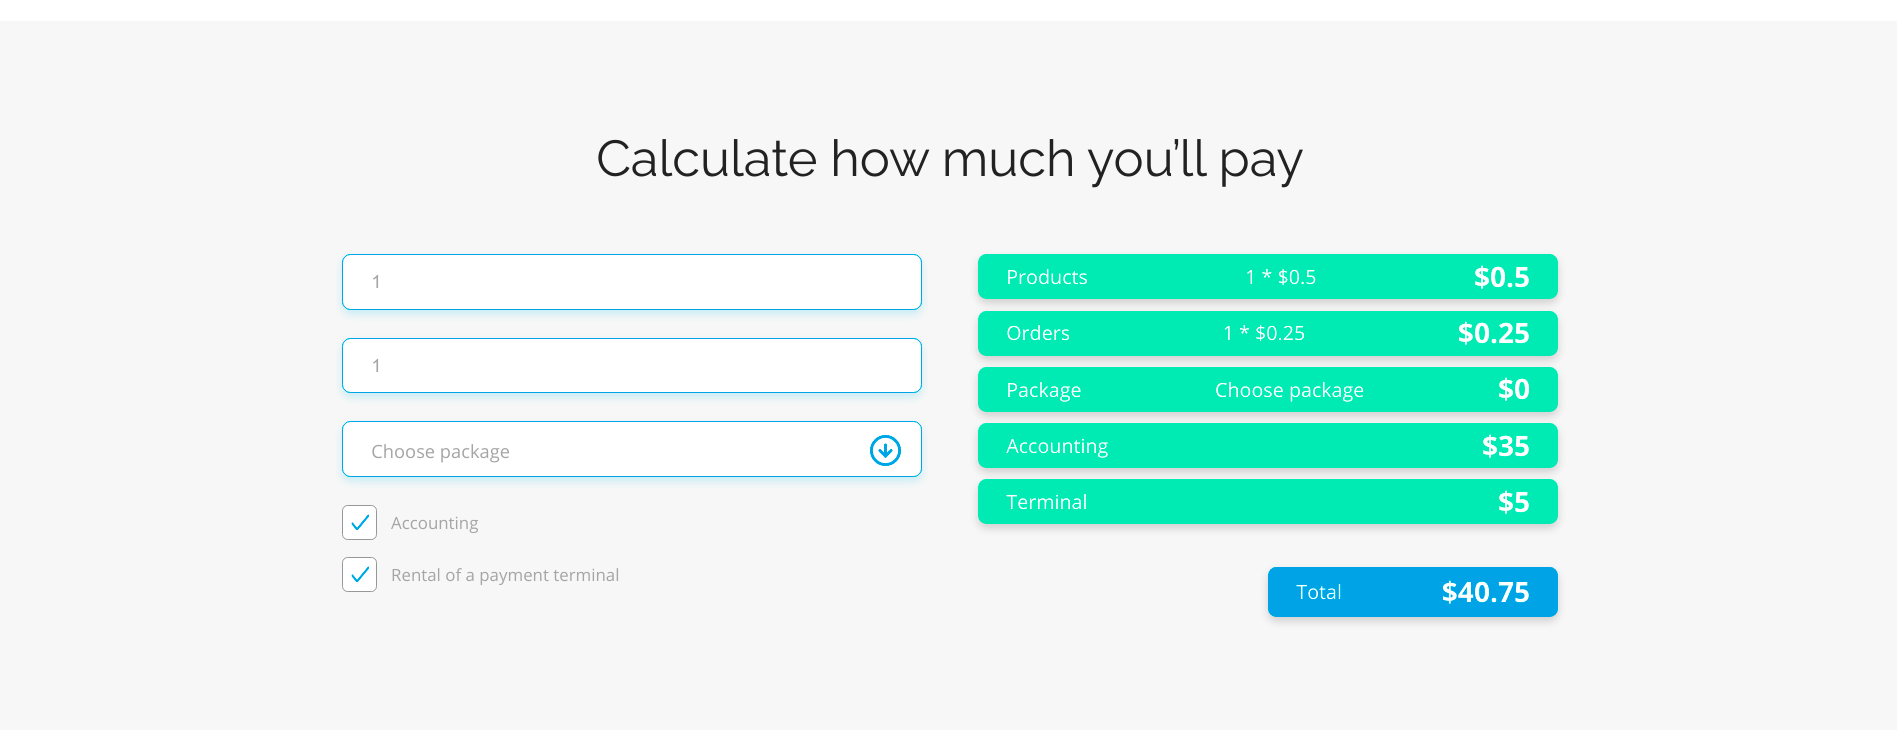 Calculate how much you’ll pay
1
1
Choose package
Accounting
Rental of a payment terminal
Products 1 * $0.5 $0.5
Orders 1 * $0.25 $0.25
Package Choose package $0
Accounting $35
Terminal $5
Total $40.75